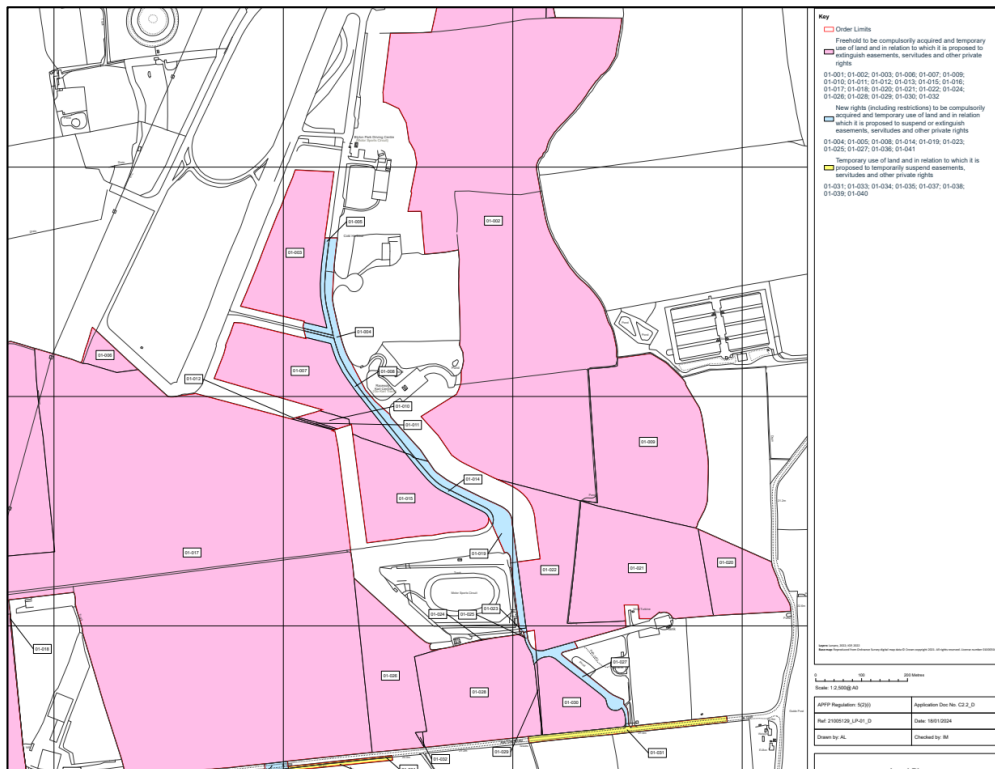 Key
Order Limits
Freehold to be compulsorily acquired and temporary
use of land and in relation to which it is proposed to
extinguish easements, servitudes and other private
rights
01-001; 01-002; 01-003; 01-006; 01-007; 01-009;
01-010; 01-011; 01-012; 01-013; 01-015; 01-016;
01-017; 01-018; 01-020; 01-021; 01-022; 01-024;
01-026; 01-028; 01-029; 01-030; 01-032
New rights (including restrictions) to be compulsorily
acquired and temporary use of land and in relation
which it is proposed to suspend or extinguish
easements, servitudes and other private rights
01-004; 01-005; 01-008; 01-014; 01-019; 01-023;
01-025; 01-027; 01-036; 01-041
Temporary use of land and in relation to which it is
proposed to temporarily suspend easements,
servitudes and other private rights
01-031; 01-033; 01-034; 01-035; 01-037; 01-038;
01-039; 01-040
0 100 200 Metres
Scale: 1:2,500@ A0
APFP Regulation: 5(2)(i)
Application Doc No. C2.2_D
Ref: 21005129_LP-01_D
Date: 18/01/2024
Drawn by: AL
Checked by: IM
01-005
01-002
01-003
01-004
01-007
01-008
01-012
01-010
01-011
01-009
01-014
01-015
01-017
01-022
01-021
01-020
01-024
01-025
01-023
01-027
01-028
01-029
01-031
01-032